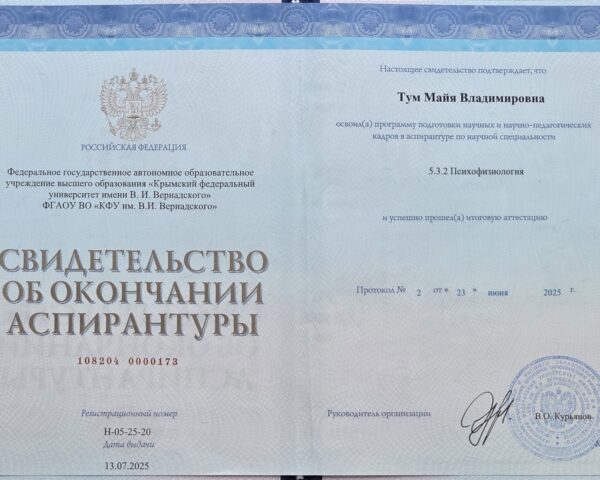 РОССИЙСКАЯ ФЕДЕРАЦИЯ
Федеральное государственное автономное образовательное
учреждение высшего образования «Крымский федеральный
университет имени В. И. Вернадского»
ФГАОУ ВО «КФУ им. В.И. Вернадского»
СВИДЕТЕЛЬСТВО
ОБ ОКОНЧАНИИ
АСПИРАНТУРЫ
108204 0000173
Регистрационный номер
Н-05-25-20
Дата выдачи
13.07.2025
Настоящее свидетельство подтверждает, что
Тум Майя Владимировна
освоил(а) программу подготовки научных и научно-педагогических
кадров в аспирантуре по научной специальности
5.3.2 Психофизиология
и успешно прошел(а) итоговую аттестацию
Протокол № 2 от « 23 » июня 2025 г.
Руководитель организации В.О. Курьянов